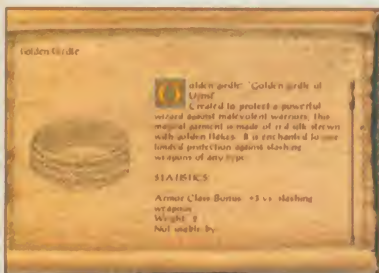 Golden Girdle
olden girdle: 'Golden girdle of
Urnst'
Created to protect a powerful
wizard against malevolent warriors, this
magical garment is made of red silk strewn
with golden flakes. It is enchanted to give
limited protection against slashing
weapons of any type.
STATISTICS
Armor Class Bonus: +3 vs. slashing
weapons
Weight: 2
Not usable by: